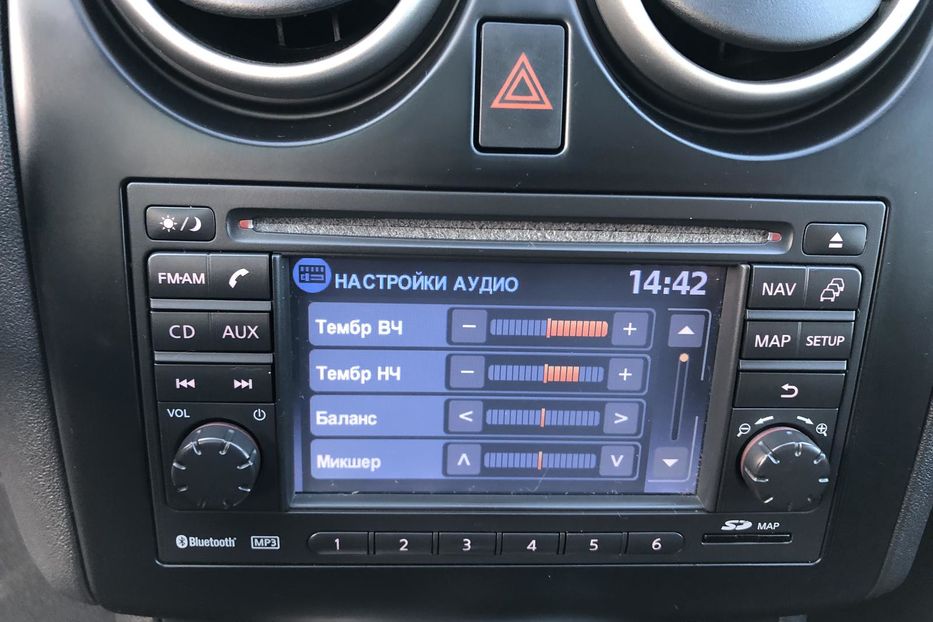 FM•AM
CD AUX
VOL
НАСТРОЙКИ АУДИО 14:42
Тембр ВЧ − +
Тембр НЧ − +
Баланс < >
Микшер
NAV
MAP SETUP
Bluetooth MP3 1 2 3 4 5 6 SD MAP